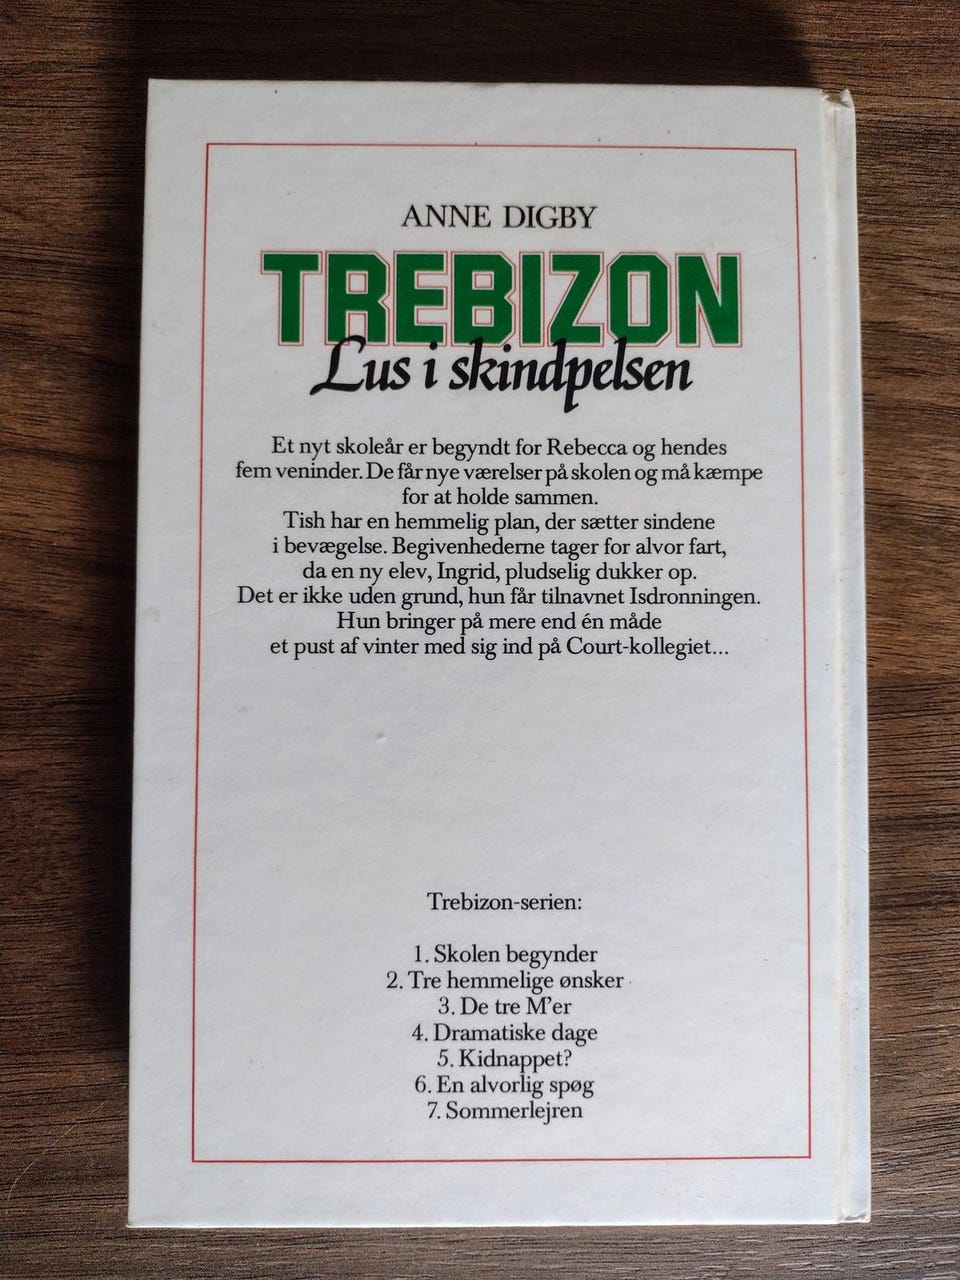 ANNE DIGBY
TREBIZON
Lus i skindpelsen
Et nyt skoleår er begyndt for Rebecca og hendes
fem veninder. De får nye værelser på skolen og må kæmpe
for at holde sammen.
Tish har en hemmelig plan, der sætter sindene
i bevægelse. Begivenhederne tager for alvor fart,
da en ny elev, Ingrid, pludselig dukker op.
Det er ikke uden grund, hun får tilnavnet Isdronningen.
Hun bringer på mere end én måde
et pust af vinter med sig ind på Court-kollegiet...
Trebizon-serien:
1. Skolen begynder
2. Tre hemmelige ønsker
3. De tre M'er
4. Dramatiske dage
5. Kidnappet?
6. En alvorlig spøg
7. Sommerlejren